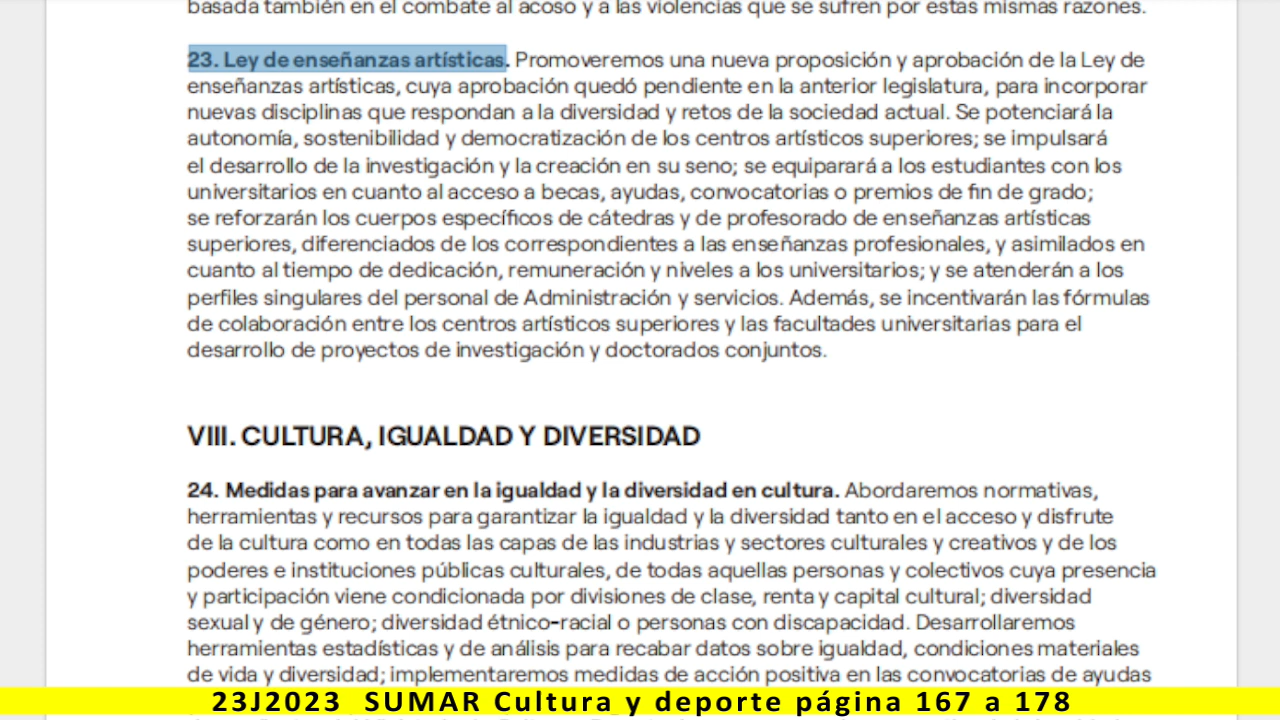 basada también en el combate al acoso y a las violencias que se sufren por estas mismas razones.
23. Ley de enseñanzas artísticas. Promoveremos una nueva proposición y aprobación de la Ley de
enseñanzas artísticas, cuya aprobación quedó pendiente en la anterior legislatura, para incorporar
nuevas disciplinas que respondan a la diversidad y retos de la sociedad actual. Se potenciará la
autonomía, sostenibilidad y democratización de los centros artísticos superiores; se impulsará
el desarrollo de la investigación y la creación en su seno; se equiparará a los estudiantes con los
universitarios en cuanto al acceso a becas, ayudas, convocatorias o premios de fin de grado;
se reforzarán los cuerpos específicos de cátedras y de profesorado de enseñanzas artísticas
superiores, diferenciados de los correspondientes a las enseñanzas profesionales, y asimilados en
cuanto al tiempo de dedicación, remuneración y niveles a los universitarios; y se atenderán a los
perfiles singulares del personal de Administración y servicios. Además, se incentivarán las fórmulas
de colaboración entre los centros artísticos superiores y las facultades universitarias para el
desarrollo de proyectos de investigación y doctorados conjuntos.
VIII. CULTURA, IGUALDAD Y DIVERSIDAD
24. Medidas para avanzar en la igualdad y la diversidad en cultura. Abordaremos normativas,
herramientas y recursos para garantizar la igualdad y la diversidad tanto en el acceso y disfrute
de la cultura como en todas las capas de las industrias y sectores culturales y creativos y de los
poderes e instituciones públicas culturales, de todas aquellas personas y colectivos cuya presencia
y participación viene condicionada por divisiones de clase, renta y capital cultural; diversidad
sexual y de género; diversidad étnico-racial o personas con discapacidad. Desarrollaremos
herramientas estadísticas y de análisis para recabar datos sobre igualdad, condiciones materiales
de vida y diversidad; implementaremos medidas de acción positiva en las convocatorias de ayudas
23J2023 SUMAR Cultura y deporte página 167 a 178